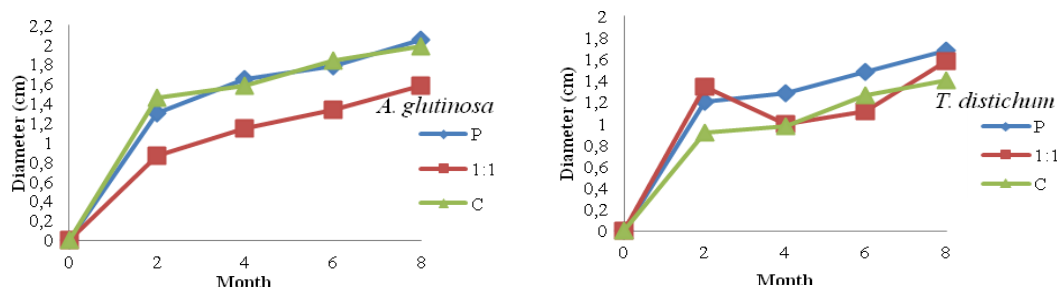 2,2
2
1,8
1,6
1,4
1,2
1
0,8
0,6
0,4
0,2
0
Diameter (cm)
0 2 4 6 8
Month
A. glutinosa
P
1:1
C
2
1,8
1,6
1,4
1,2
1
0,8
0,6
0,4
0,2
0
Diameter (cm)
0 2 4 6 8
Month
T. distichum
P
1:1
C